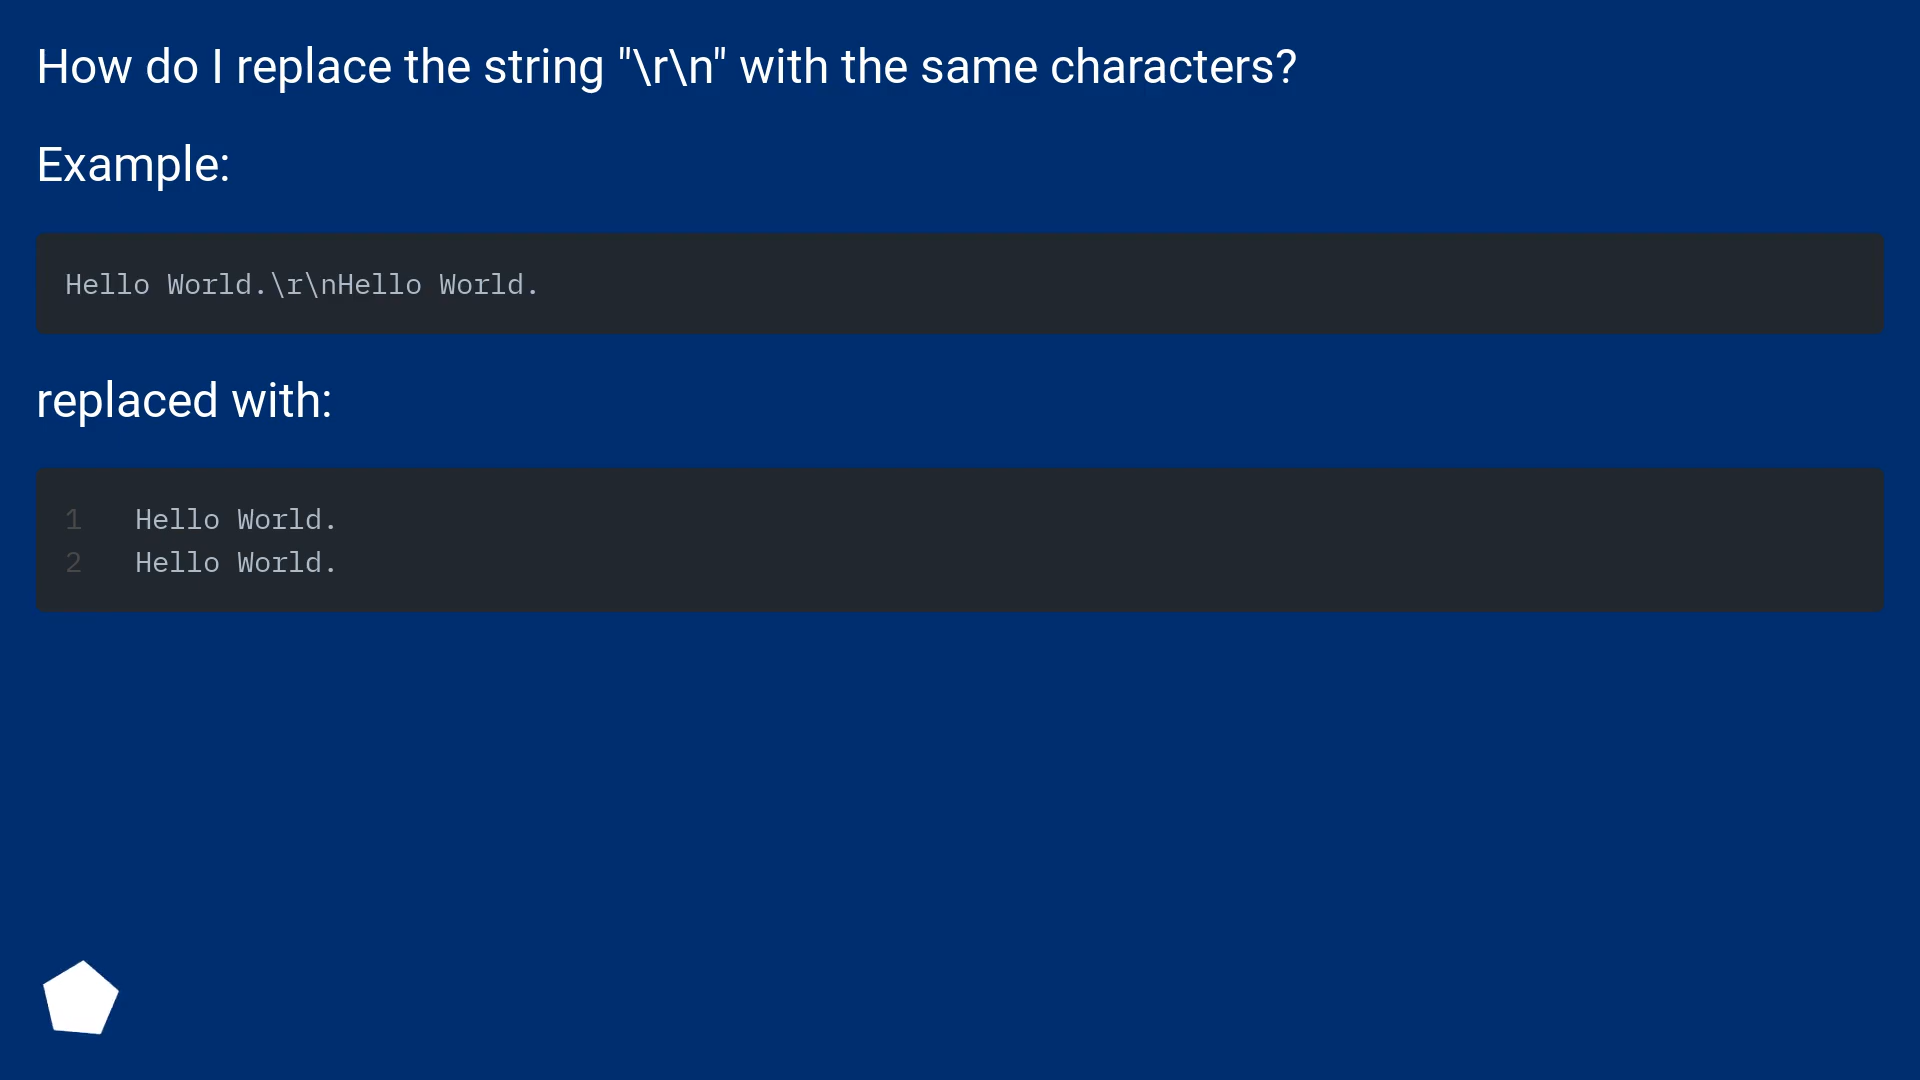 How do I replace the string "\r\n" with the same characters?
Example:
Hello World.\r\nHello World.
replaced with:
1 Hello World.
2 Hello World.